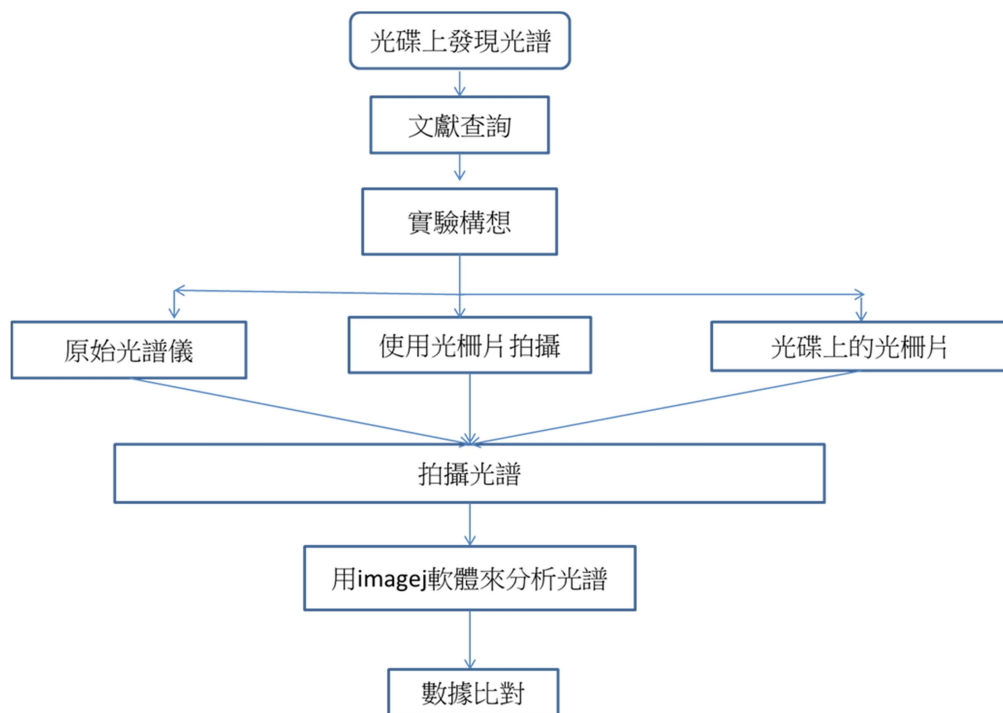 光碟上發現光譜
文獻查詢
實驗構想
原始光譜儀
使用光柵片拍攝
光碟上的光柵片
拍攝光譜
用imagej軟體來分析光譜
數據比對